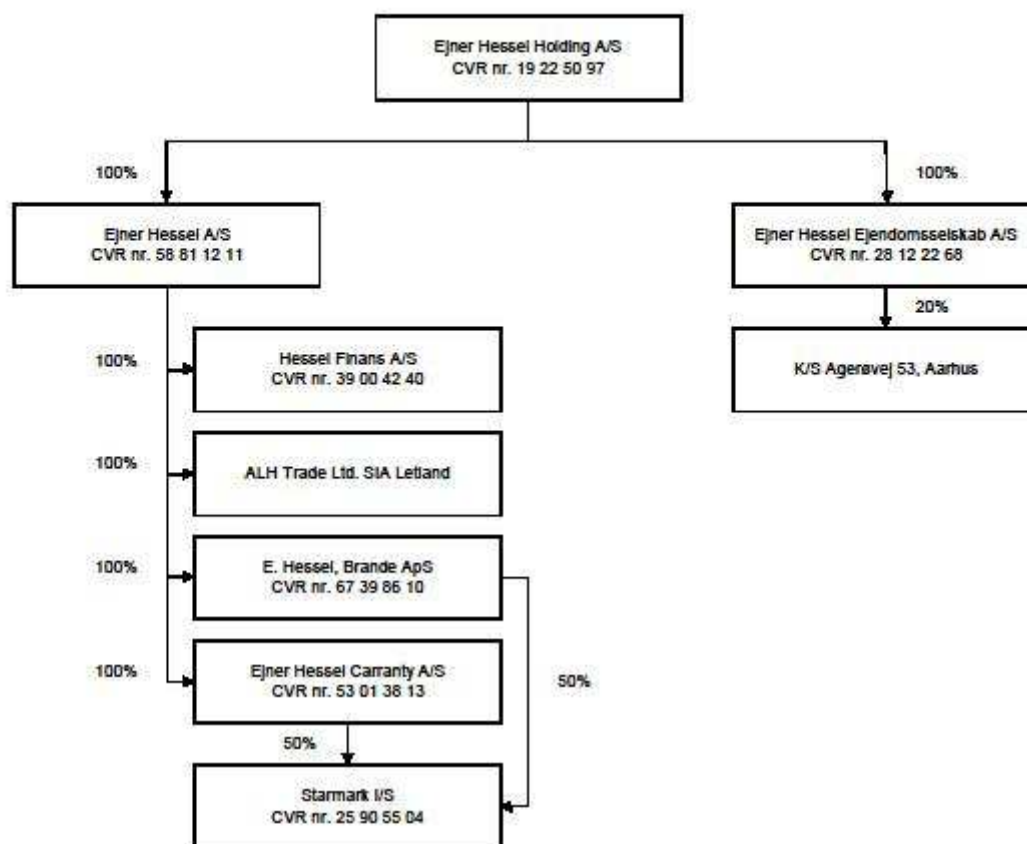 Ejner Hessel Holding A/S
CVR nr. 19 22 50 97
100%
100%
Ejner Hessel A/S
CVR nr. 58 81 12 11
Ejner Hessel Ejendomsselskab A/S
CVR nr. 28 12 22 68
20%
K/S Agerøvej 53, Aarhus
100%
Hessel Finans A/S
CVR nr. 39 00 42 40
100%
ALH Trade Ltd. SIA Letland
100%
E. Hessel, Brande ApS
CVR nr. 67 39 86 10
100%
Ejner Hessel Carranty A/S
CVR nr. 53 01 38 13
50%
50%
Starmark I/S
CVR nr. 25 90 55 04